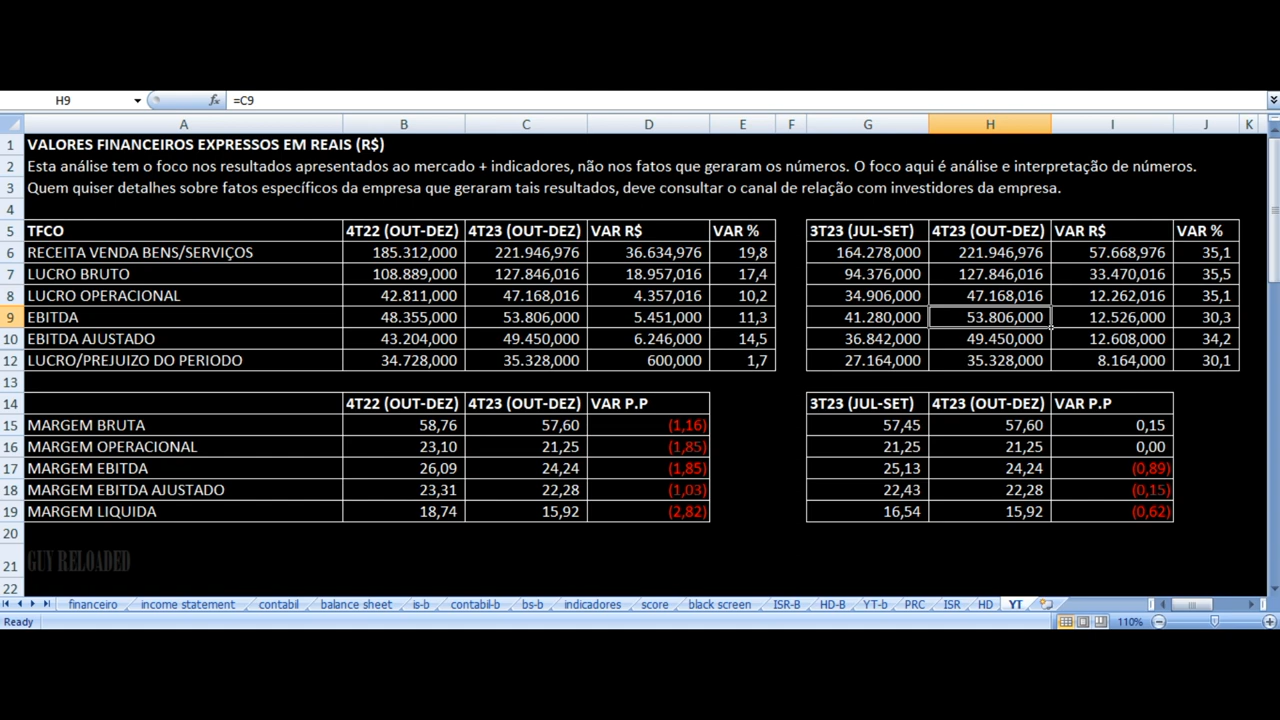 H9 fx =C9
A B C D E F G H I J K
1 VALORES FINANCEIROS EXPRESSOS EM REAIS (R$)
2 Esta análise tem o foco nos resultados apresentados ao mercado + indicadores, não nos fatos que geraram os números. O foco aqui é análise e interpretação de números.
3 Quem quiser detalhes sobre fatos específicos da empresa que geraram tais resultados, deve consultar o canal de relação com investidores da empresa.
4
5 TFCO 4T22 (OUT-DEZ) 4T23 (OUT-DEZ) VAR R$ VAR % 3T23 (JUL-SET) 4T23 (OUT-DEZ) VAR R$ VAR %
6 RECEITA VENDA BENS/SERVIÇOS 185.312,000 221.946,976 36.634,976 19,8 164.278,000 221.946,976 57.668,976 35,1
7 LUCRO BRUTO 108.889,000 127.846,016 18.957,016 17,4 94.376,000 127.846,016 33.470,016 35,5
8 LUCRO OPERACIONAL 42.811,000 47.168,016 4.357,016 10,2 34.906,000 47.168,016 12.262,016 35,1
9 EBITDA 48.355,000 53.806,000 5.451,000 11,3 41.280,000 53.806,000 12.526,000 30,3
10 EBITDA AJUSTADO 43.204,000 49.450,000 6.246,000 14,5 36.842,000 49.450,000 12.608,000 34,2
12 LUCRO/PREJUIZO DO PERIODO 34.728,000 35.328,000 600,000 1,7 27.164,000 35.328,000 8.164,000 30,1
13
14 4T22 (OUT-DEZ) 4T23 (OUT-DEZ) VAR P.P 3T23 (JUL-SET) 4T23 (OUT-DEZ) VAR P.P
15 MARGEM BRUTA 58,76 57,60 (1,16) 57,45 57,60 0,15
16 MARGEM OPERACIONAL 23,10 21,25 (1,85) 21,25 21,25 0,00
17 MARGEM EBITDA 26,09 24,24 (1,85) 25,13 24,24 (0,89)
18 MARGEM EBITDA AJUSTADO 23,31 22,28 (1,03) 22,43 22,28 (0,15)
19 MARGEM LIQUIDA 18,74 15,92 (2,82) 16,54 15,92 (0,62)
20
21 GUY RELOADED
22
financeiro income statement contabil balance sheet is-b contabil-b bs-b indicadores score black screen ISR-B HD-B YT-b PRC ISR HD YT
Ready 110%